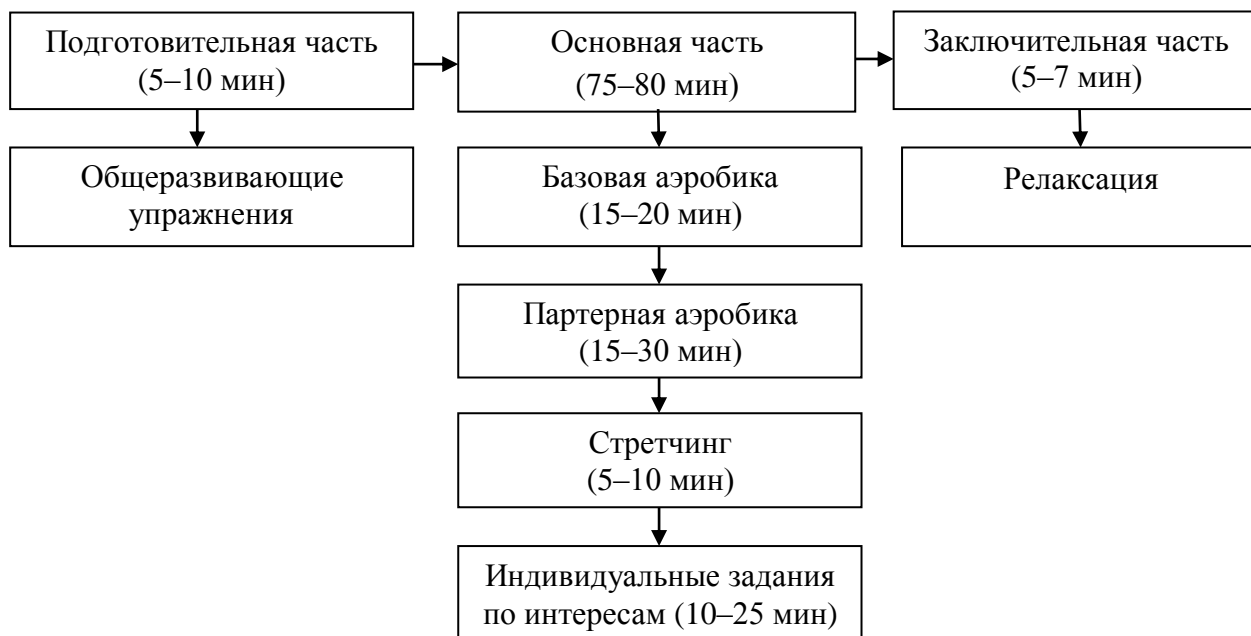 Подготовительная часть
(5–10 мин)
Основная часть
(75–80 мин)
Заключительная часть
(5–7 мин)
Общеразвивающие
упражнения
Базовая аэробика
(15–20 мин)
Релаксация
Партерная аэробика
(15–30 мин)
Стретчинг
(5–10 мин)
Индивидуальные задания
по интересам (10–25 мин)